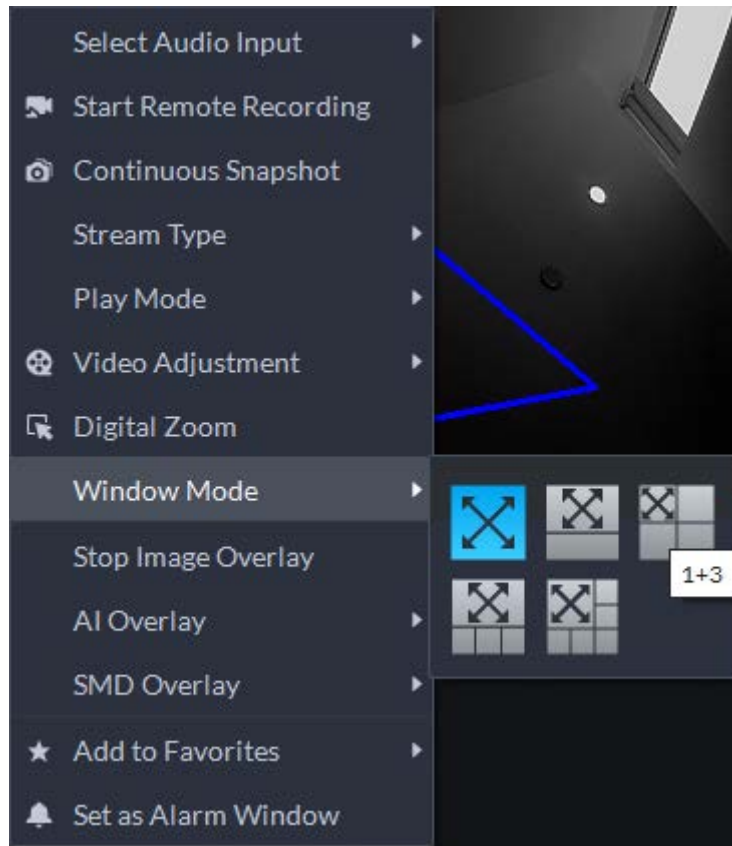 Select Audio Input
Start Remote Recording
Continuous Snapshot
Stream Type
Play Mode
Video Adjustment
Digital Zoom
Window Mode
1+3
Stop Image Overlay
AI Overlay
SMD Overlay
Add to Favorites
Set as Alarm Window